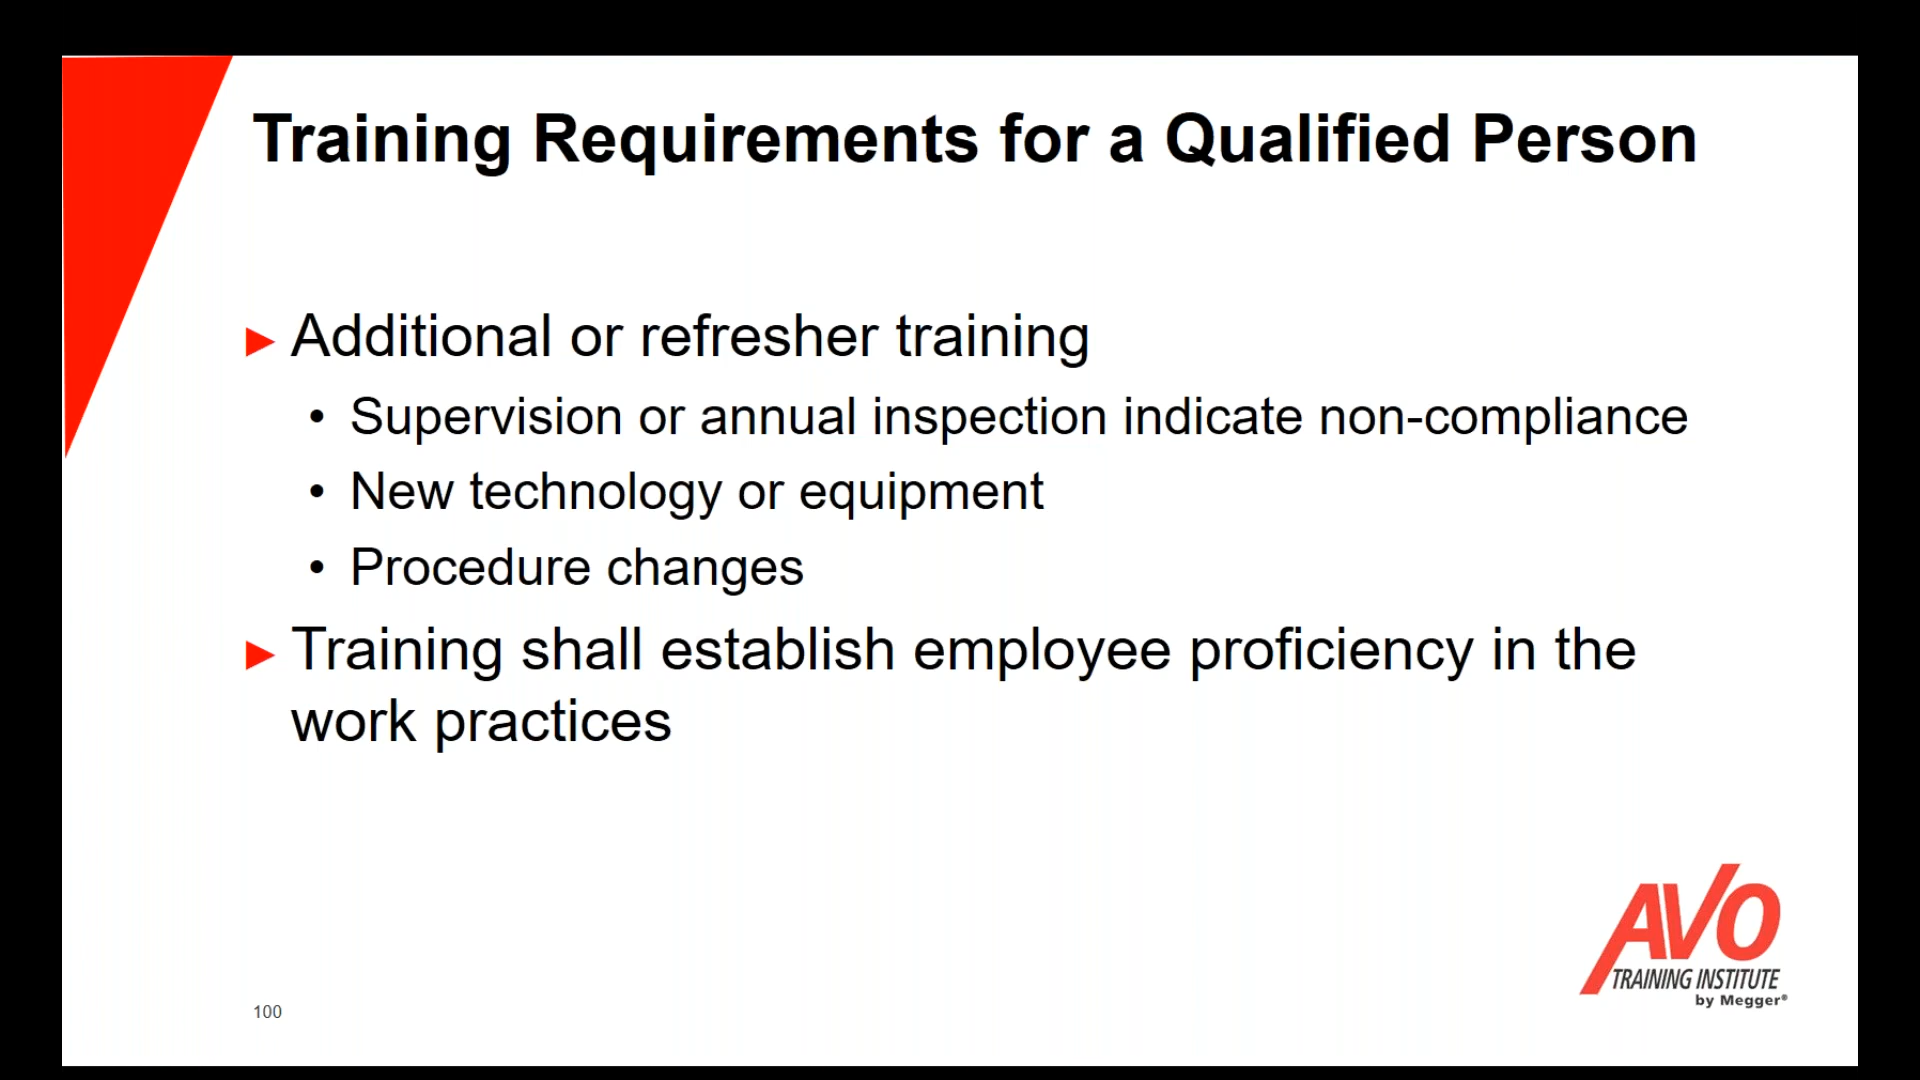 Training Requirements for a Qualified Person
► Additional or refresher training
• Supervision or annual inspection indicate non-compliance
• New technology or equipment
• Procedure changes
► Training shall establish employee proficiency in the
work practices
AVO
TRAINING INSTITUTE
by Megger®
100